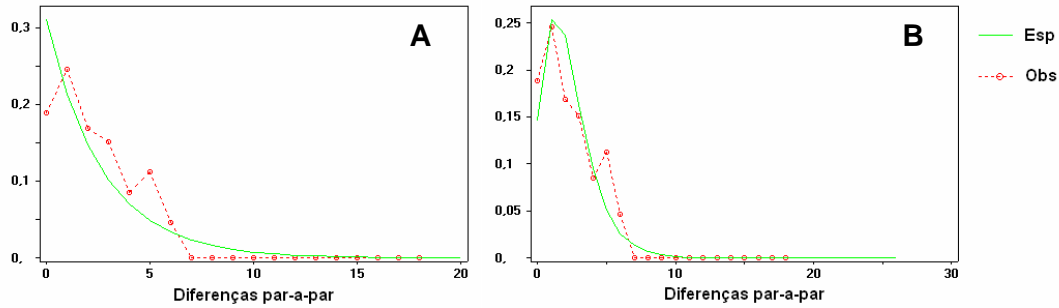 A
0,3
0,2
0,1
0,
0 5 10 15 20
Diferenças par-a-par
B
0,25
0,2
0,15
0,1
0,05
0,
0 10 20 30
Diferenças par-a-par
Esp
Obs